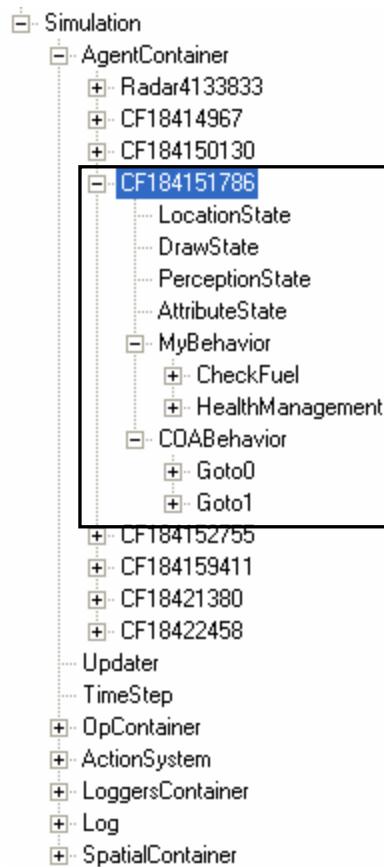 Simulation
AgentContainer
Radar4133833
CF18414967
CF184150130
CF184151786
LocationState
DrawState
PerceptionState
AttributeState
MyBehavior
CheckFuel
HealthManagement
COABehavior
Goto0
Goto1
CF184152755
CF184159411
CF18421380
CF18422458
Updater
TimeStep
OpContainer
ActionSystem
LoggersContainer
Log
SpatialContainer